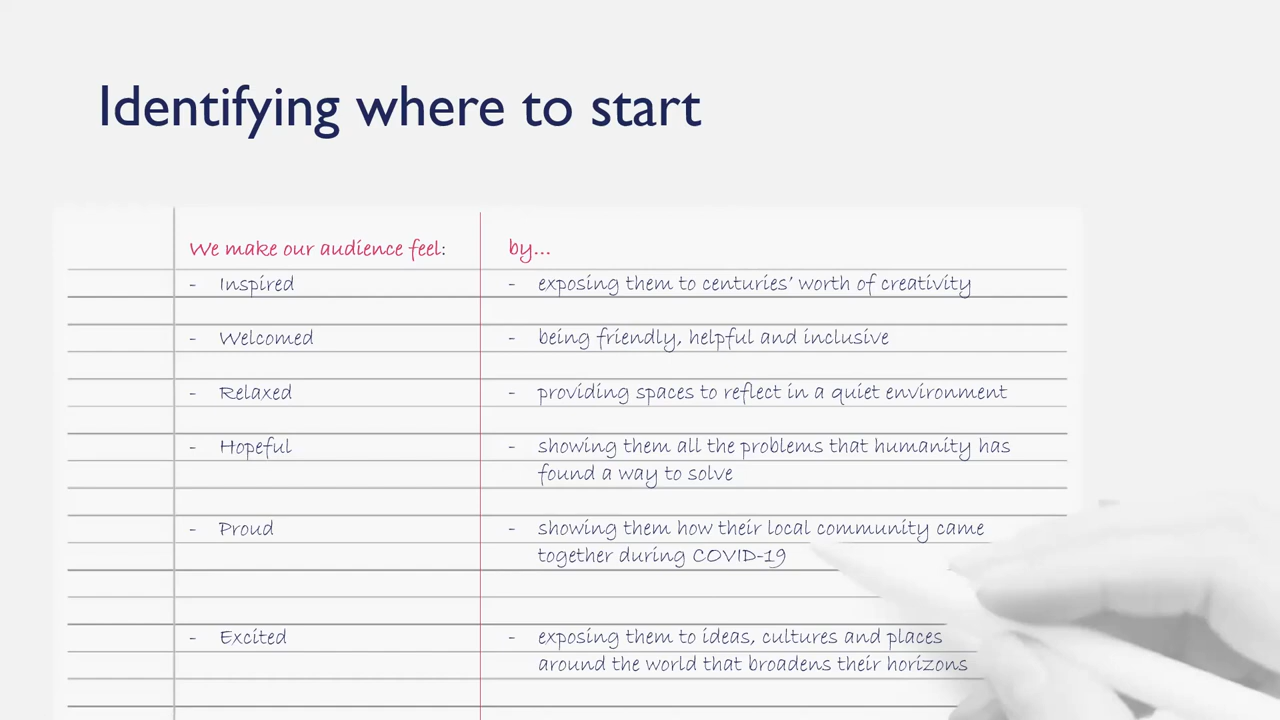 Identifying where to start
We make our audience feel: by...
- Inspired - exposing them to centuries’ worth of creativity
- Welcomed - being friendly, helpful and inclusive
- Relaxed - providing spaces to reflect in a quiet environment
- Hopeful - showing them all the problems that humanity has
found a way to solve
- Proud - showing them how their local community came
together during COVID-19
- Excited - exposing them to ideas, cultures and places
around the world that broadens their horizons